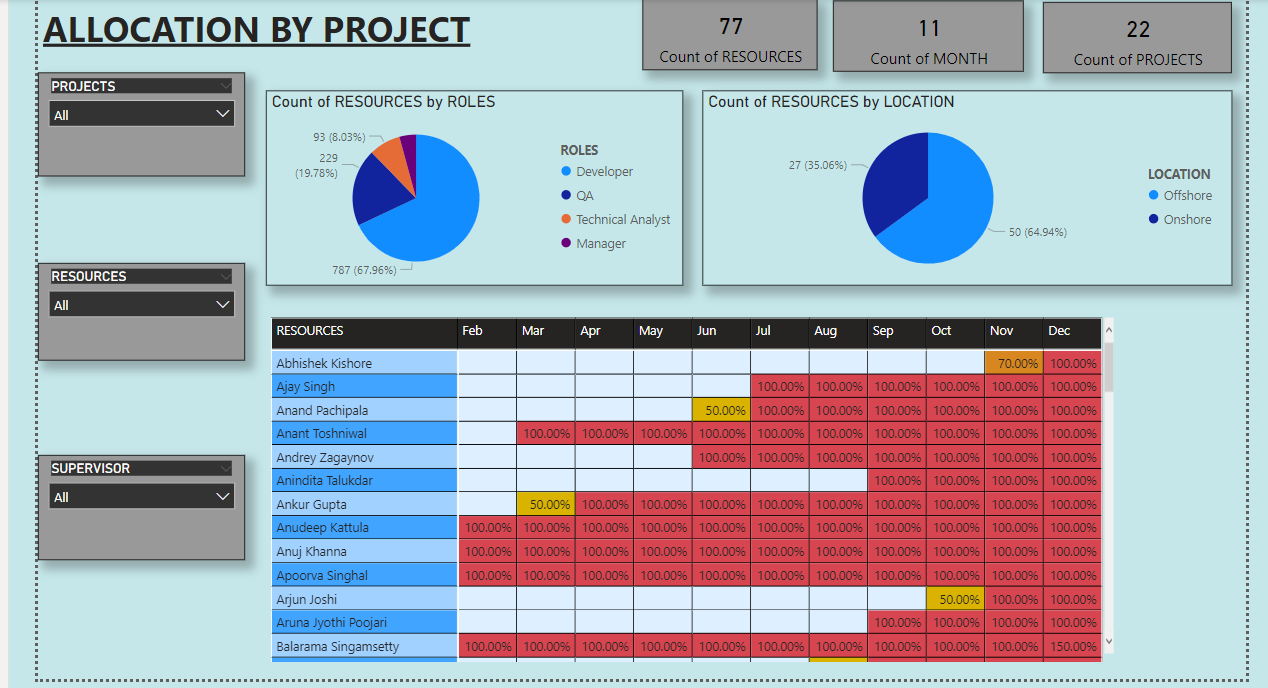 ALLOCATION BY PROJECT
77
Count of RESOURCES
11
Count of MONTH
22
Count of PROJECTS
PROJECTS
All
RESOURCES
All
SUPERVISOR
All
Count of RESOURCES by ROLES
93 (8.03%)
229
(19.78%)
787 (67.96%)
ROLES
Developer
QA
Technical Analyst
Manager
Count of RESOURCES by LOCATION
27 (35.06%)
50 (64.94%)
LOCATION
Offshore
Onshore
RESOURCES Feb Mar Apr May Jun Jul Aug Sep Oct Nov Dec
Abhishek Kishore 70.00% 100.00%
Ajay Singh 100.00% 100.00% 100.00% 100.00% 100.00% 100.00%
Anand Pachipala 50.00% 100.00% 100.00% 100.00% 100.00% 100.00% 100.00%
Anant Toshniwal 100.00% 100.00% 100.00% 100.00% 100.00% 100.00% 100.00% 100.00% 100.00% 100.00%
Andrey Zagaynov 100.00% 100.00% 100.00% 100.00% 100.00% 100.00% 100.00%
Anindita Talukdar 100.00% 100.00% 100.00% 100.00%
Ankur Gupta 50.00% 100.00% 100.00% 100.00% 100.00% 100.00% 100.00% 100.00% 100.00% 100.00%
Anudeep Kattula 100.00% 100.00% 100.00% 100.00% 100.00% 100.00% 100.00% 100.00% 100.00% 100.00% 100.00%
Anuj Khanna 100.00% 100.00% 100.00% 100.00% 100.00% 100.00% 100.00% 100.00% 100.00% 100.00% 100.00%
Apoorva Singhal 100.00% 100.00% 100.00% 100.00% 100.00% 100.00% 100.00% 100.00% 100.00% 100.00% 100.00%
Arjun Joshi 50.00% 100.00% 100.00%
Aruna Jyothi Poojari 100.00% 100.00% 100.00% 100.00%
Balarama Singamsetty 100.00% 100.00% 100.00% 100.00% 100.00% 100.00% 100.00% 100.00% 100.00% 100.00% 150.00%